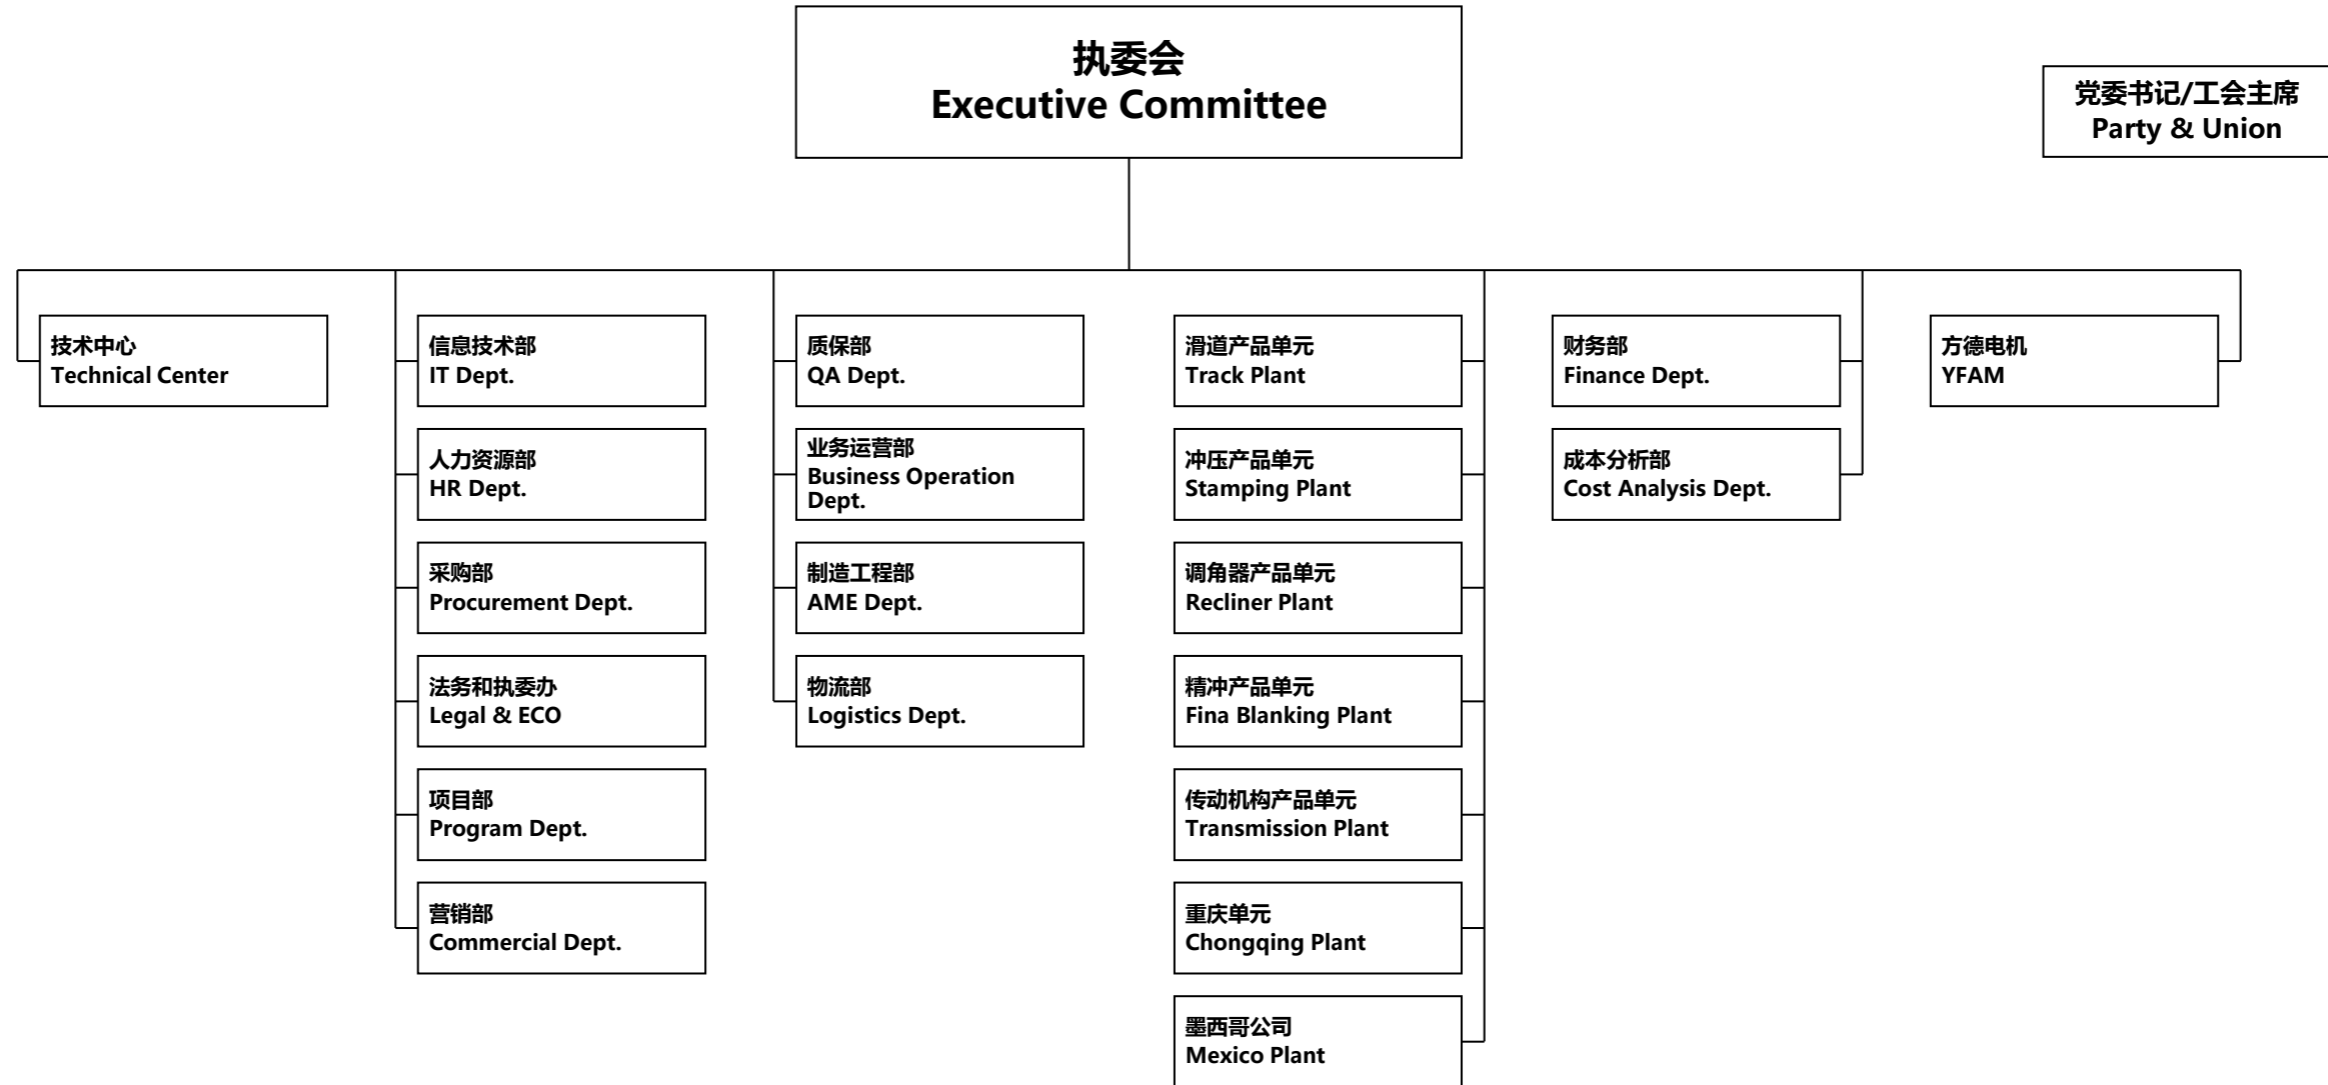 执委会
Executive Committee
党委书记/工会主席
Party & Union
技术中心
Technical Center
信息技术部
IT Dept.
人力资源部
HR Dept.
采购部
Procurement Dept.
法务和执委办
Legal & ECO
项目部
Program Dept.
营销部
Commercial Dept.
质保部
QA Dept.
业务运营部
Business Operation
Dept.
制造工程部
AME Dept.
物流部
Logistics Dept.
滑道产品单元
Track Plant
冲压产品单元
Stamping Plant
调角器产品单元
Recliner Plant
精冲产品单元
Fina Blanking Plant
传动机构产品单元
Transmission Plant
重庆单元
Chongqing Plant
墨西哥公司
Mexico Plant
财务部
Finance Dept.
成本分析部
Cost Analysis Dept.
方德电机
YFAM